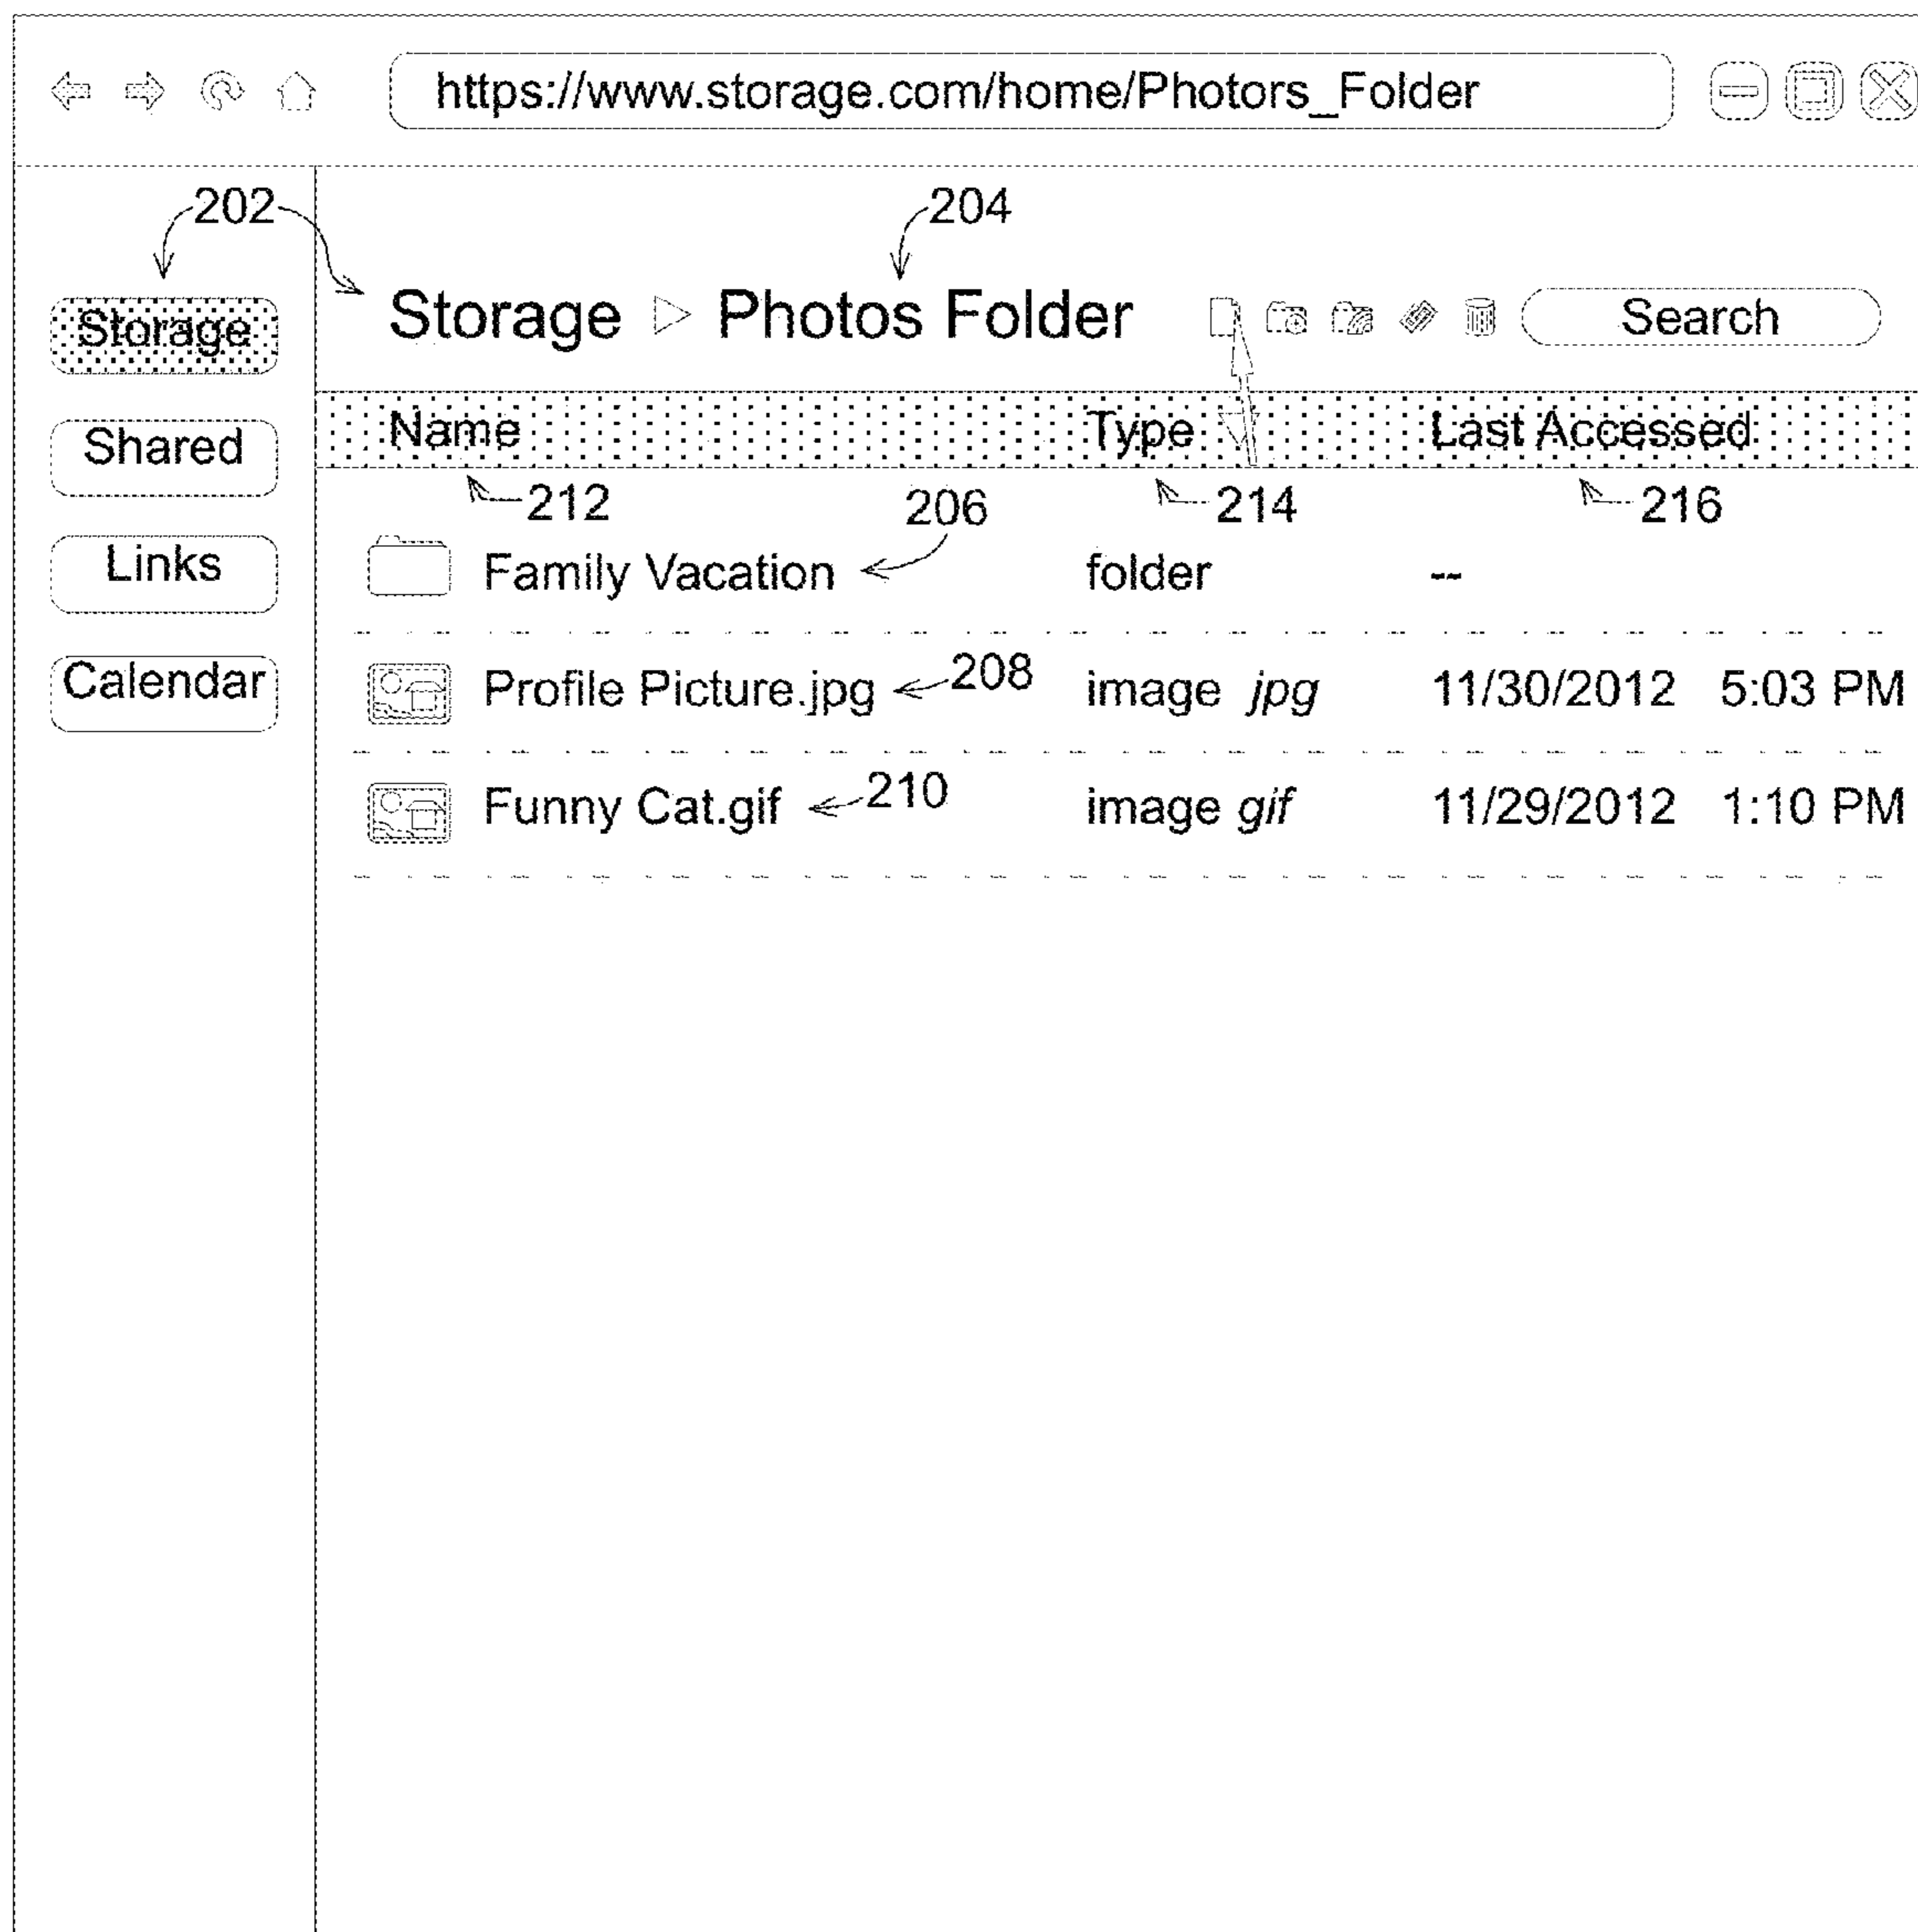 https://www.storage.com/home/Photors_Folder
202
204
Storage
Storage Photos Folder
Search
Shared
Links
Calendar
Name Type Last Accessed
212 206 214 216
Family Vacation folder --
Profile Picture.jpg 208 image jpg 11/30/2012 5:03 PM
Funny Cat.gif 210 image gif 11/29/2012 1:10 PM